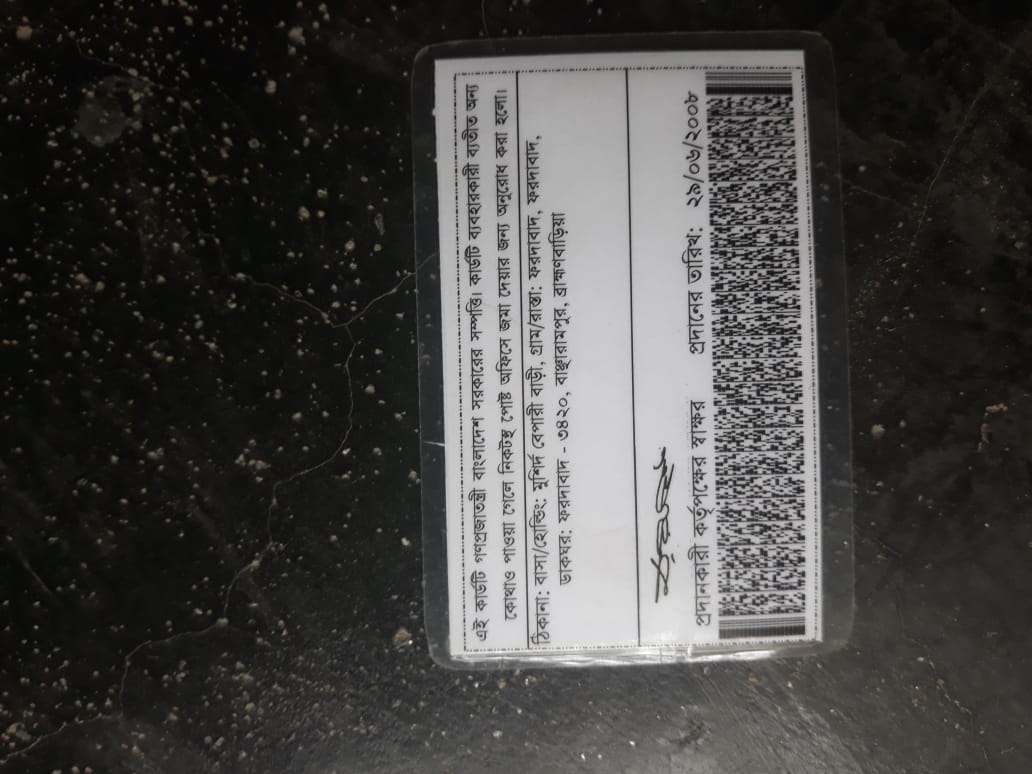 এই কার্ডটি গণপ্রজাতন্ত্রী বাংলাদেশ সরকারের সম্পত্তি। কার্ডটি ব্যবহারকারী ব্যতীত অন্য
কোথাও পাওয়া গেলে নিকটস্থ পোষ্ট অফিসে জমা দেয়ার জন্য অনুরোধ করা হলো।
ঠিকানা: বাসা/হোল্ডিং: মুর্শিদ বেপারী বাড়ী, গ্রাম/রাস্তা: ফরদাবাদ, ফরদাবাদ,
ডাকঘর: ফরদাবাদ - ৩৪২০, বাঞ্ছারামপুর, ব্রাহ্মণবাড়িয়া
প্রদানকারী কর্তৃপক্ষের স্বাক্ষর প্রদানের তারিখ: ২৯/০৬/২০০৮